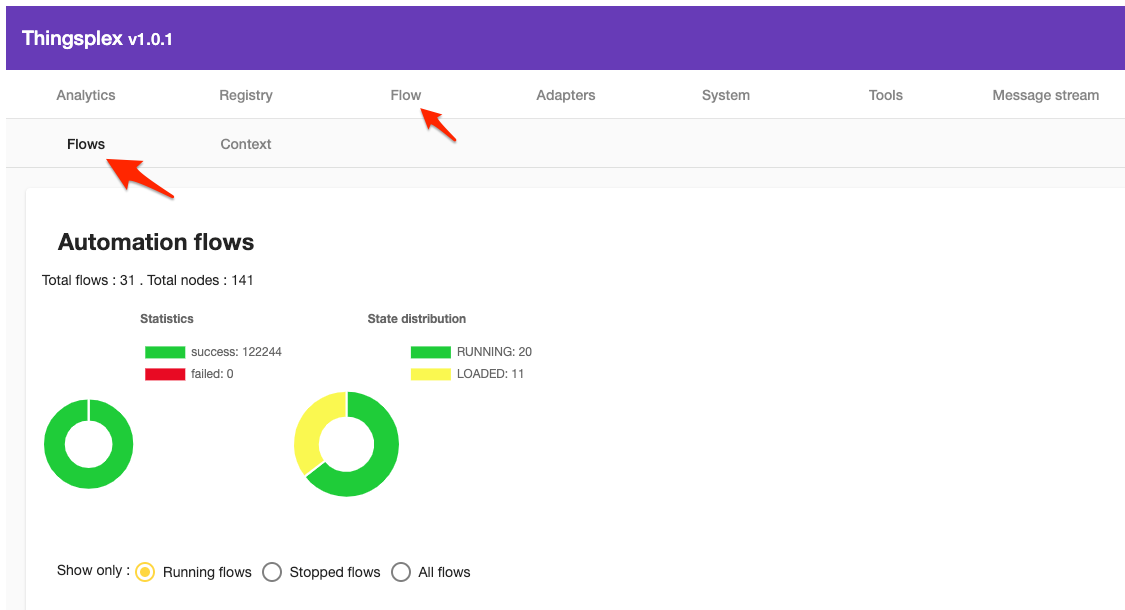 Thingsplex v1.0.1
Analytics Registry Flow Adapters System Tools Message stream
Flows Context
Automation flows
Total flows : 31 . Total nodes : 141
Statistics State distribution
success: 122244 RUNNING: 20
failed: 0 LOADED: 11
Show only : Running flows Stopped flows All flows